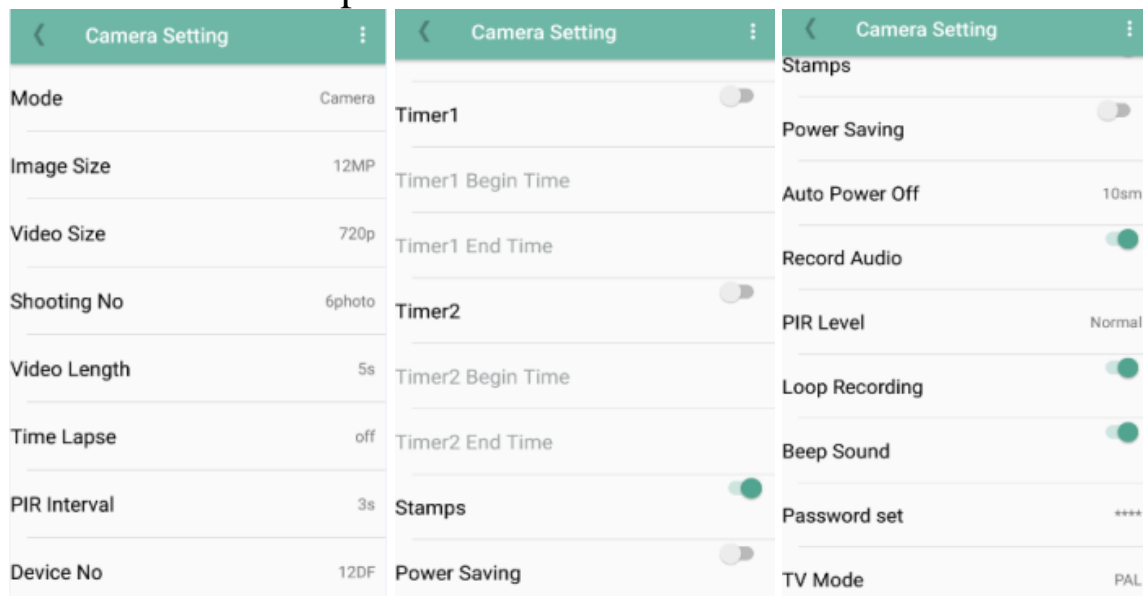 Camera Setting
Mode Camera
Image Size 12MP
Video Size 720p
Shooting No 6photo
Video Length 5s
Time Lapse off
PIR Interval 3s
Device No 12DF
Camera Setting
Timer1
Timer1 Begin Time
Timer1 End Time
Timer2
Timer2 Begin Time
Timer2 End Time
Stamps
Power Saving
Camera Setting
Stamps
Power Saving
Auto Power Off 10sm
Record Audio
PIR Level Normal
Loop Recording
Beep Sound
Password set ****
TV Mode PAL